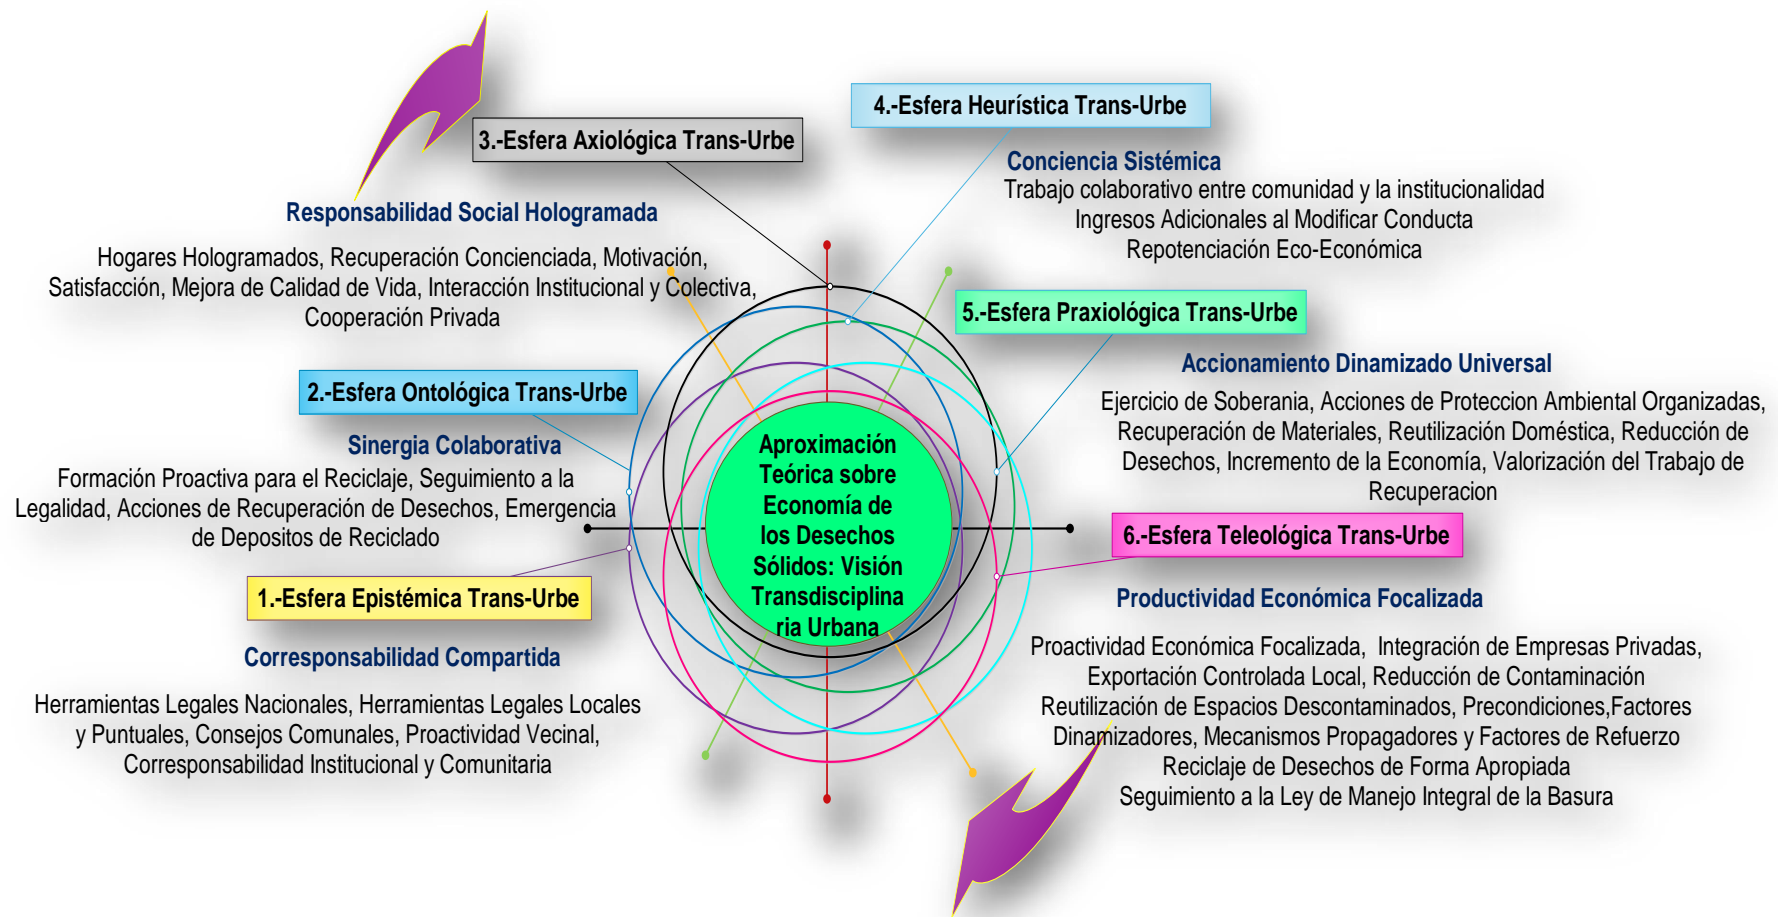 3.-Esfera Axiológica Trans-Urbe
Responsabilidad Social Hologramada
Hogares Hologramados, Recuperación Concienciada, Motivación,
Satisfacción, Mejora de Calidad de Vida, Interacción Institucional y Colectiva,
Cooperación Privada
2.-Esfera Ontológica Trans-Urbe
Sinergia Colaborativa
Formación Proactiva para el Reciclaje, Seguimiento a la
Legalidad, Acciones de Recuperación de Desechos, Emergencia
de Depositos de Reciclado
1.-Esfera Epistémica Trans-Urbe
Corresponsabilidad Compartida
Herramientas Legales Nacionales, Herramientas Legales Locales
y Puntuales, Consejos Comunales, Proactividad Vecinal,
Corresponsabilidad Institucional y Comunitaria
Aproximación
Teórica sobre
Economía de
los Desechos
Sólidos: Visión
Transdisciplina
ria Urbana
4.-Esfera Heurística Trans-Urbe
Conciencia Sistémica
Trabajo colaborativo entre comunidad y la institucionalidad
Ingresos Adicionales al Modificar Conducta
Repotenciación Eco-Económica
5.-Esfera Praxiológica Trans-Urbe
Accionamiento Dinamizado Universal
Ejercicio de Soberania, Acciones de Proteccion Ambiental Organizadas,
Recuperación de Materiales, Reutilización Doméstica, Reducción de
Desechos, Incremento de la Economía, Valorización del Trabajo de
Recuperacion
6.-Esfera Teleológica Trans-Urbe
Productividad Económica Focalizada
Proactividad Económica Focalizada, Integración de Empresas Privadas,
Exportación Controlada Local, Reducción de Contaminación
Reutilización de Espacios Descontaminados, Precondiciones,Factores
Dinamizadores, Mecanismos Propagadores y Factores de Refuerzo
Reciclaje de Desechos de Forma Apropiada
Seguimiento a la Ley de Manejo Integral de la Basura